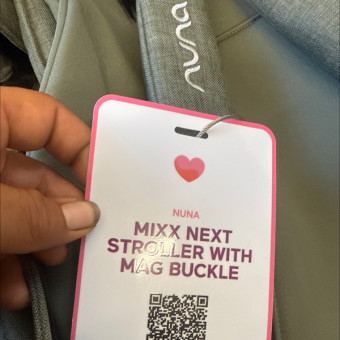 nuna
NUNA
MIXX NEXT
STROLLER WITH
MAG BUCKLE